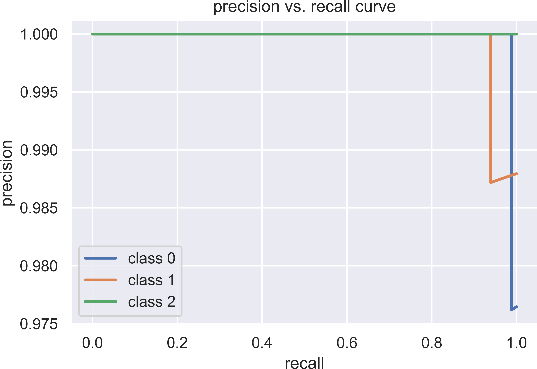 precision vs. recall curve
1.000
0.995
0.990
0.985
0.980
0.975
precision
class 0
class 1
class 2
0.0 0.2 0.4 0.6 0.8 1.0
recall